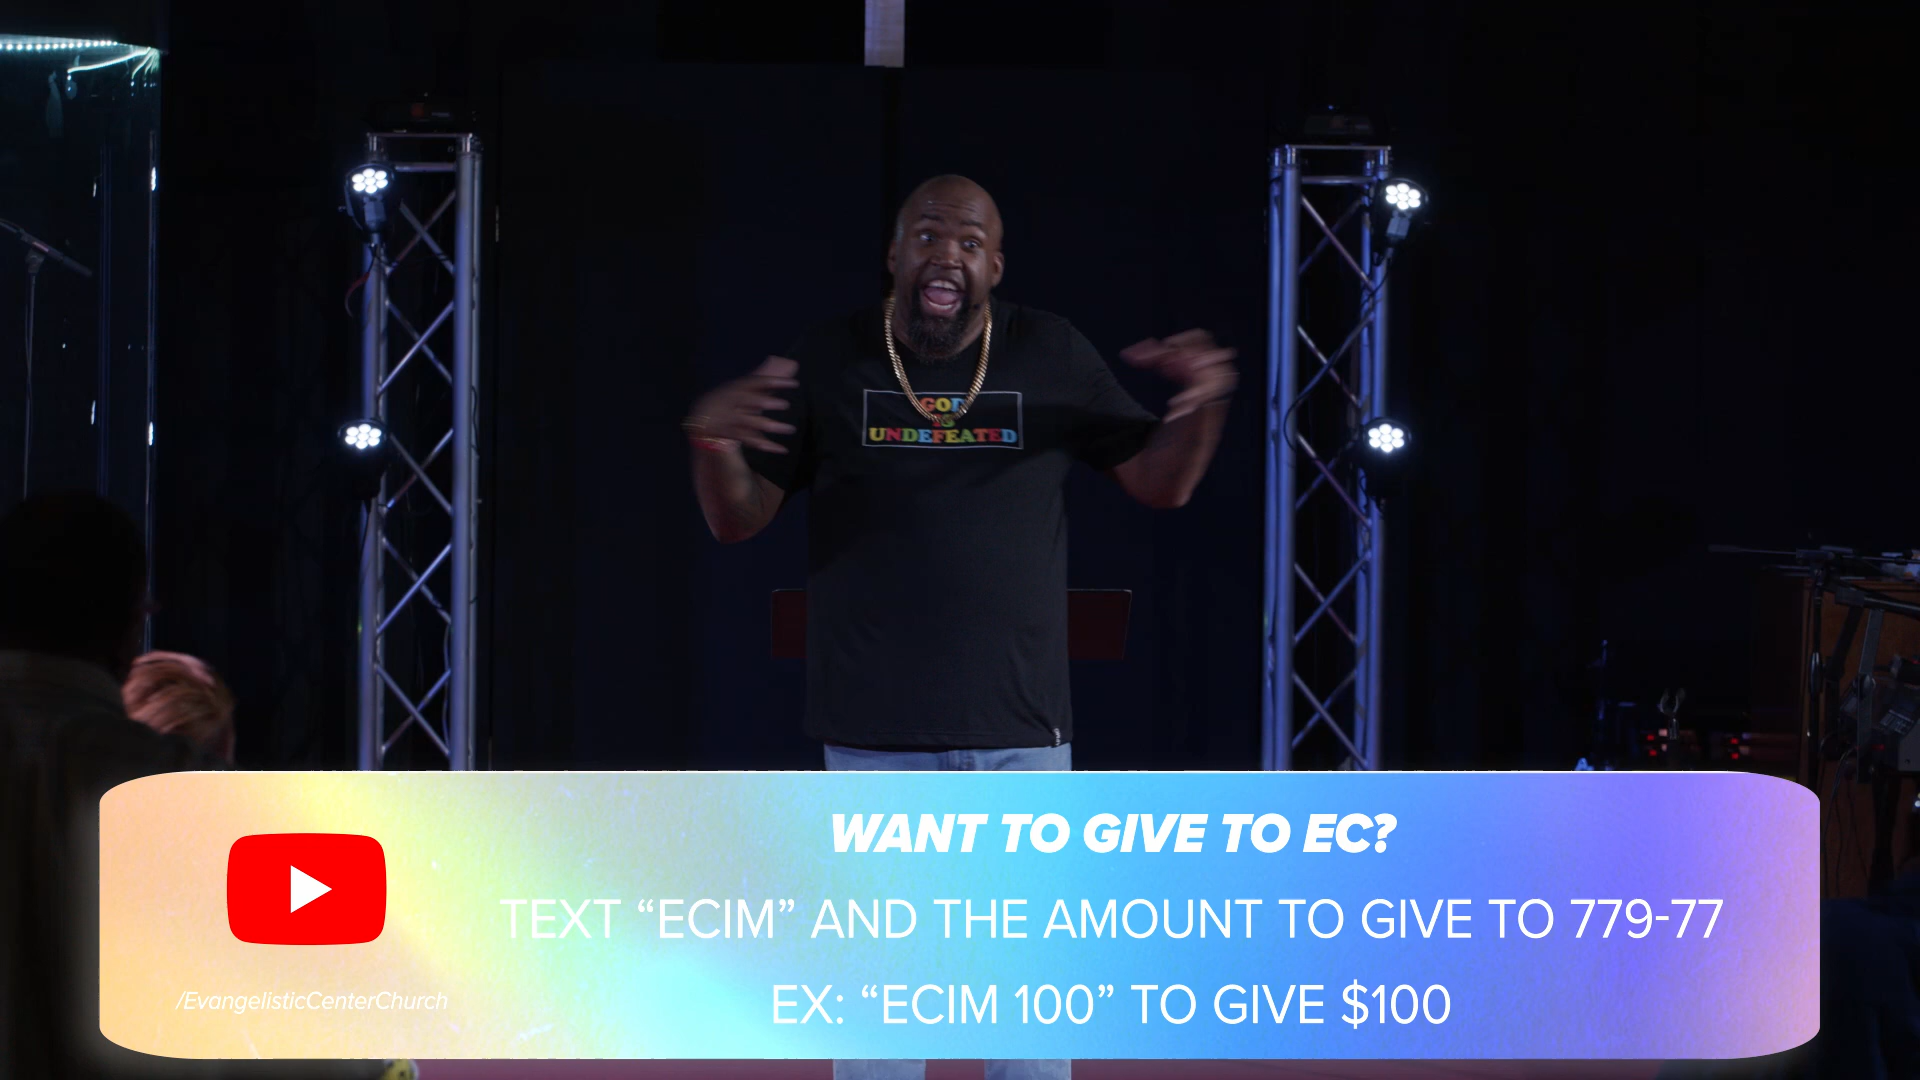 GOD
IS
UNDEFEATED
WANT TO GIVE TO EC?
TEXT “ECIM” AND THE AMOUNT TO GIVE TO 779-77
EX: “ECIM 100” TO GIVE $100
/EvangelisticCenterChurch